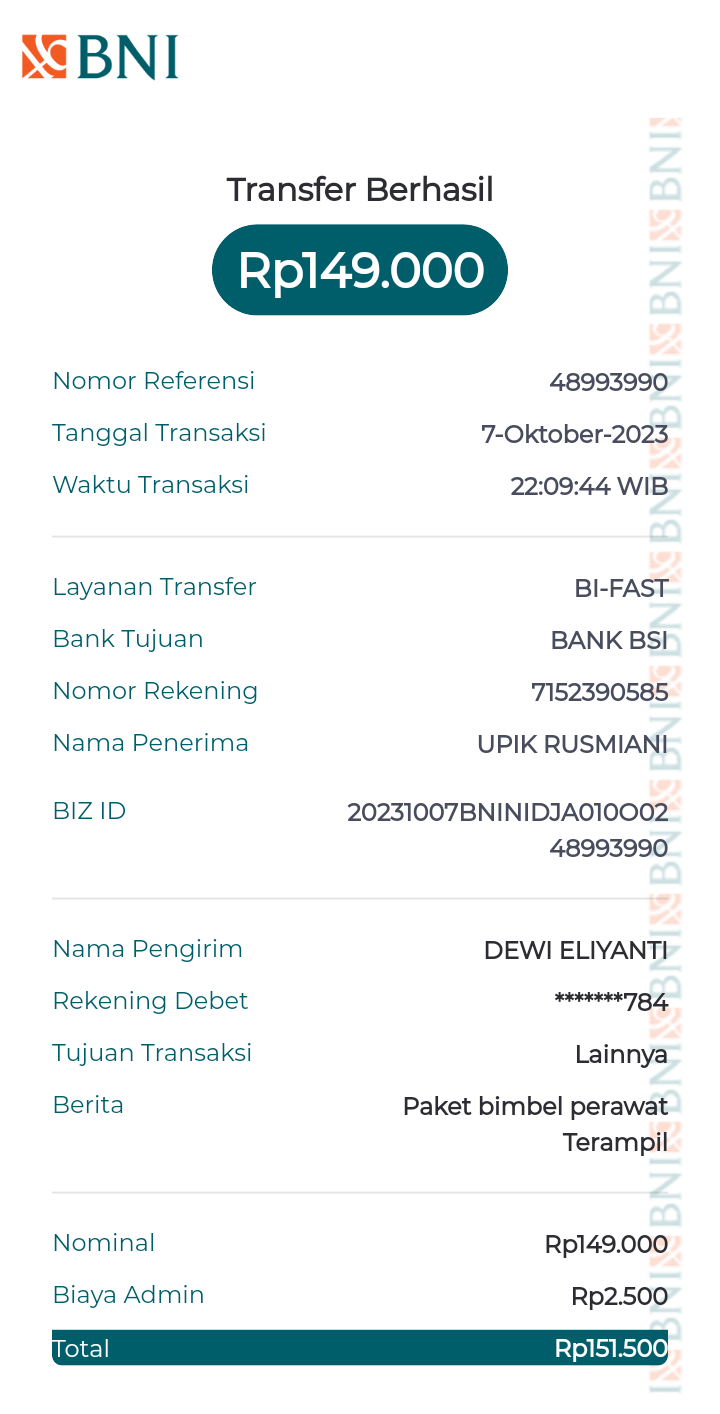 BNI
Transfer Berhasil
Rp149.000
Nomor Referensi 48993990
Tanggal Transaksi 7-Oktober-2023
Waktu Transaksi 22:09:44 WIB
Layanan Transfer BI-FAST
Bank Tujuan BANK BSI
Nomor Rekening 7152390585
Nama Penerima UPIK RUSMIANI
BIZ ID 20231007BNINIDJA010O02
48993990
Nama Pengirim DEWI ELIYANTI
Rekening Debet *******784
Tujuan Transaksi Lainnya
Berita Paket bimbel perawat
Terampil
Nominal Rp149.000
Biaya Admin Rp2.500
Total Rp151.500
BNI BNI BNI BNI BNI BNI BNI BNI BNI BNI BNI